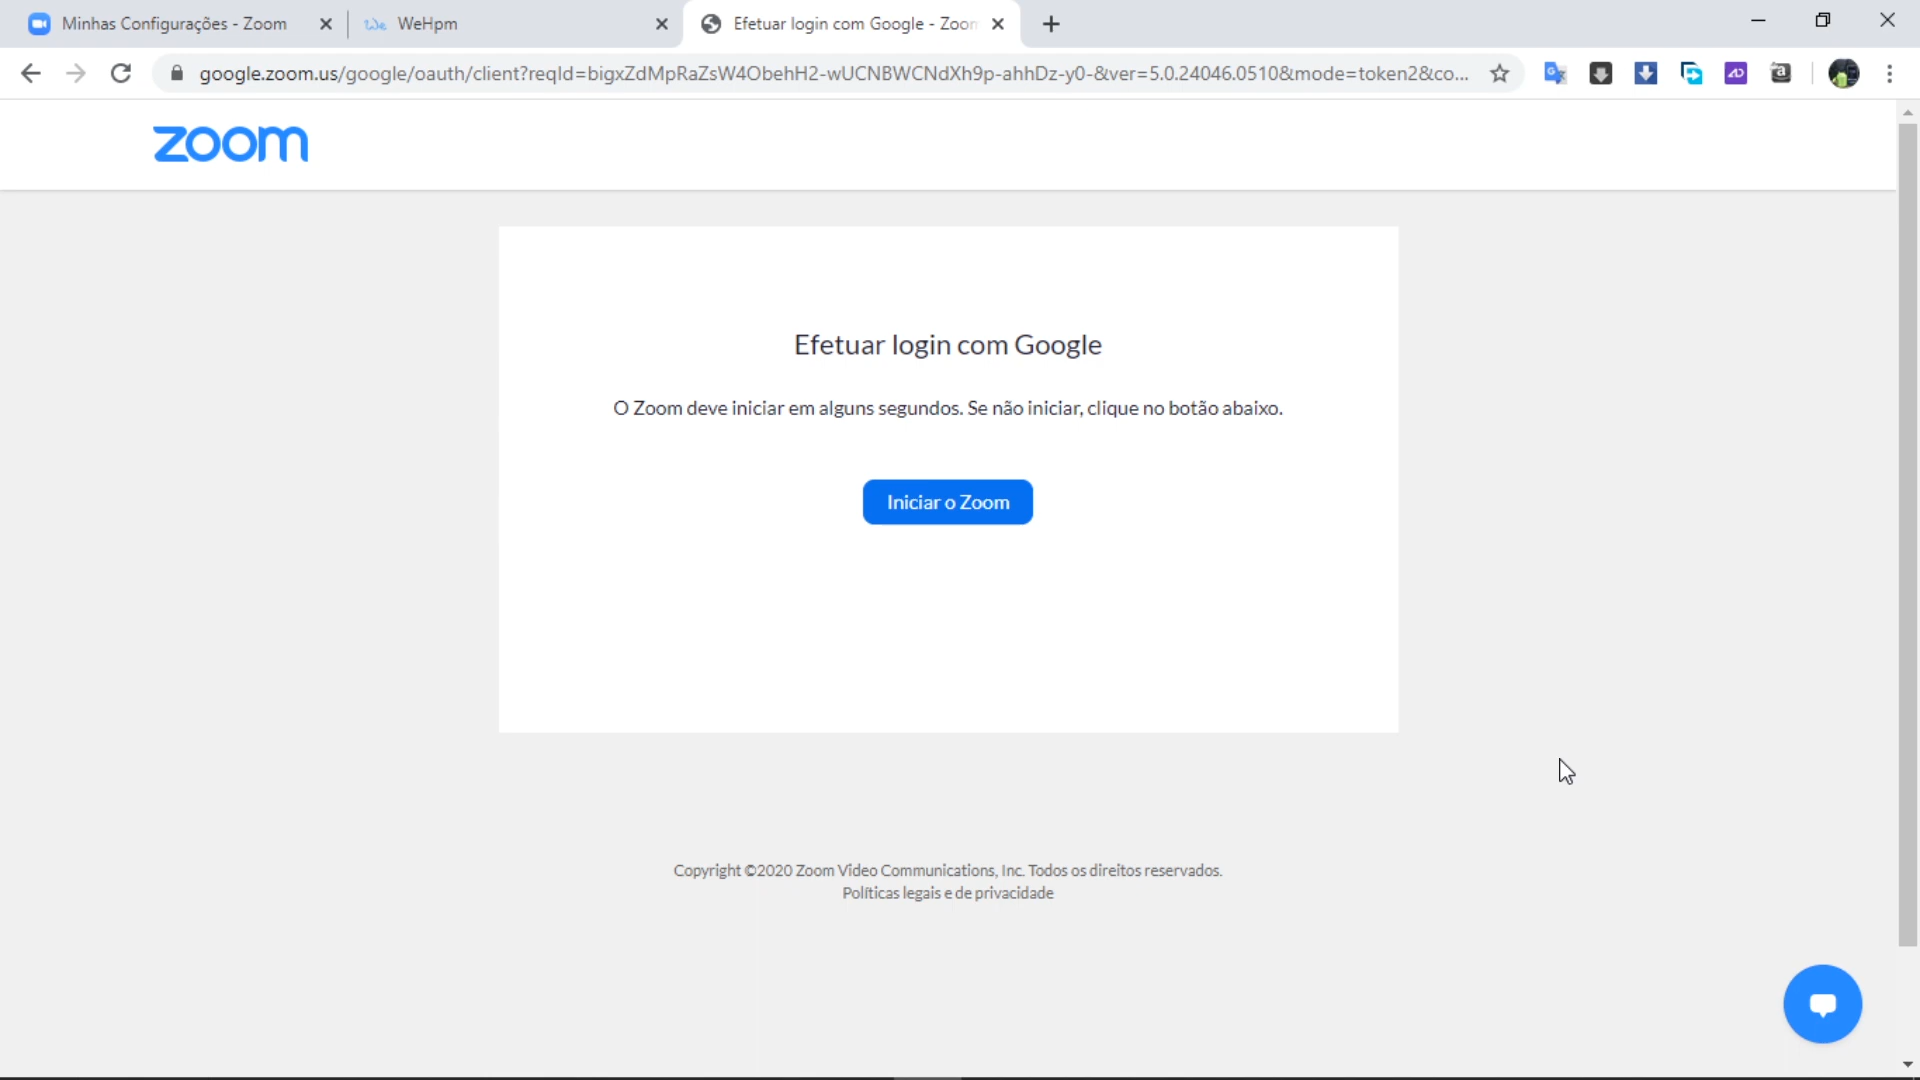 Minhas Configurações - Zoom
WeHpm
Efetuar login com Google - Zoom
google.zoom.us/google/oauth/client?reqId=bigxZdMpRaZsW4ObehH2-wUCNBWCNdXh9p-ahhDz-y0-&ver=5.0.24046.0510&mode=token2&co...
zoom
Efetuar login com Google
O Zoom deve iniciar em alguns segundos. Se não iniciar, clique no botão abaixo.
Iniciar o Zoom
Copyright ©2020 Zoom Video Communications, Inc. Todos os direitos reservados.
Políticas legais e de privacidade